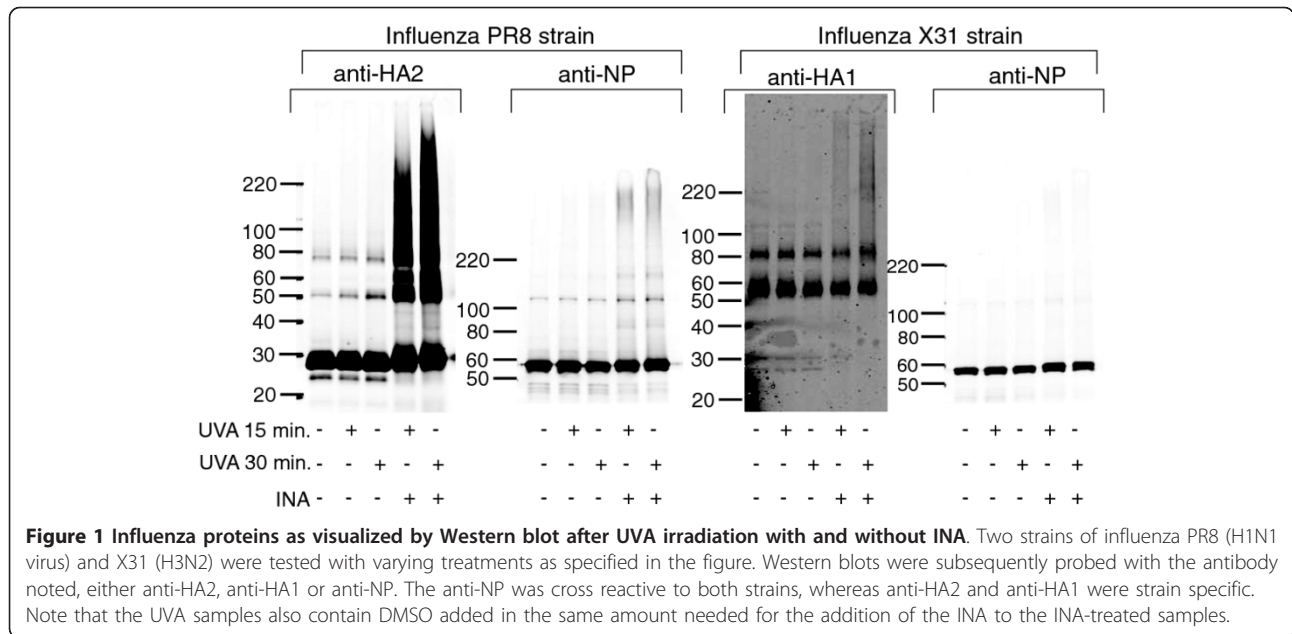 Influenza PR8 strain Influenza X31 strain
anti-HA2 anti-NP anti-HA1 anti-NP
220
100
80
60
50
40
30
20
220
100
80
60
50
220
100
80
60
50
40
30
20
220
100
80
60
50
UVA 15 min. - + - + - - + - + - - + - + - - + - + -
UVA 30 min. - - + - + - - + - + - - + - + - - + - +
INA - - - + + - - - + + - - - + + - - - + +
Figure 1 Influenza proteins as visualized by Western blot after UVA irradiation with and without INA. Two strains of influenza PR8 (H1N1
virus) and X31 (H3N2) were tested with varying treatments as specified in the figure. Western blots were subsequently probed with the antibody
noted, either anti-HA2, anti-HA1 or anti-NP. The anti-NP was cross reactive to both strains, whereas anti-HA2 and anti-HA1 were strain specific.
Note that the UVA samples also contain DMSO added in the same amount needed for the addition of the INA to the INA-treated samples.